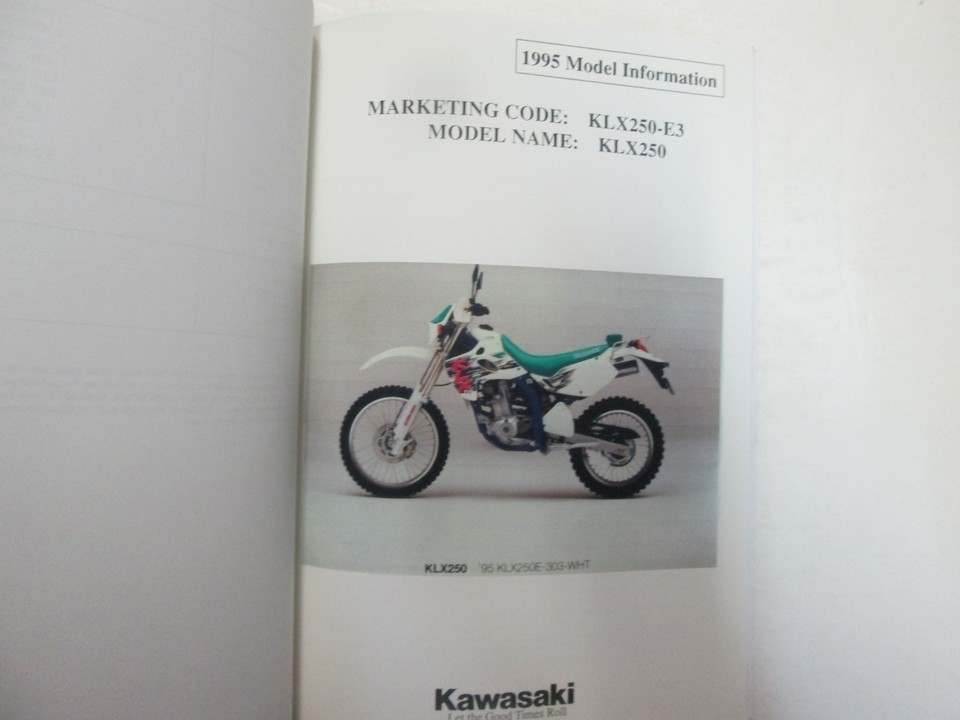 1995 Model Information
MARKETING CODE: KLX250-E3
MODEL NAME: KLX250
KLX250 '95 KLX250E-303-WHT
Kawasaki
Let the Good Times Roll